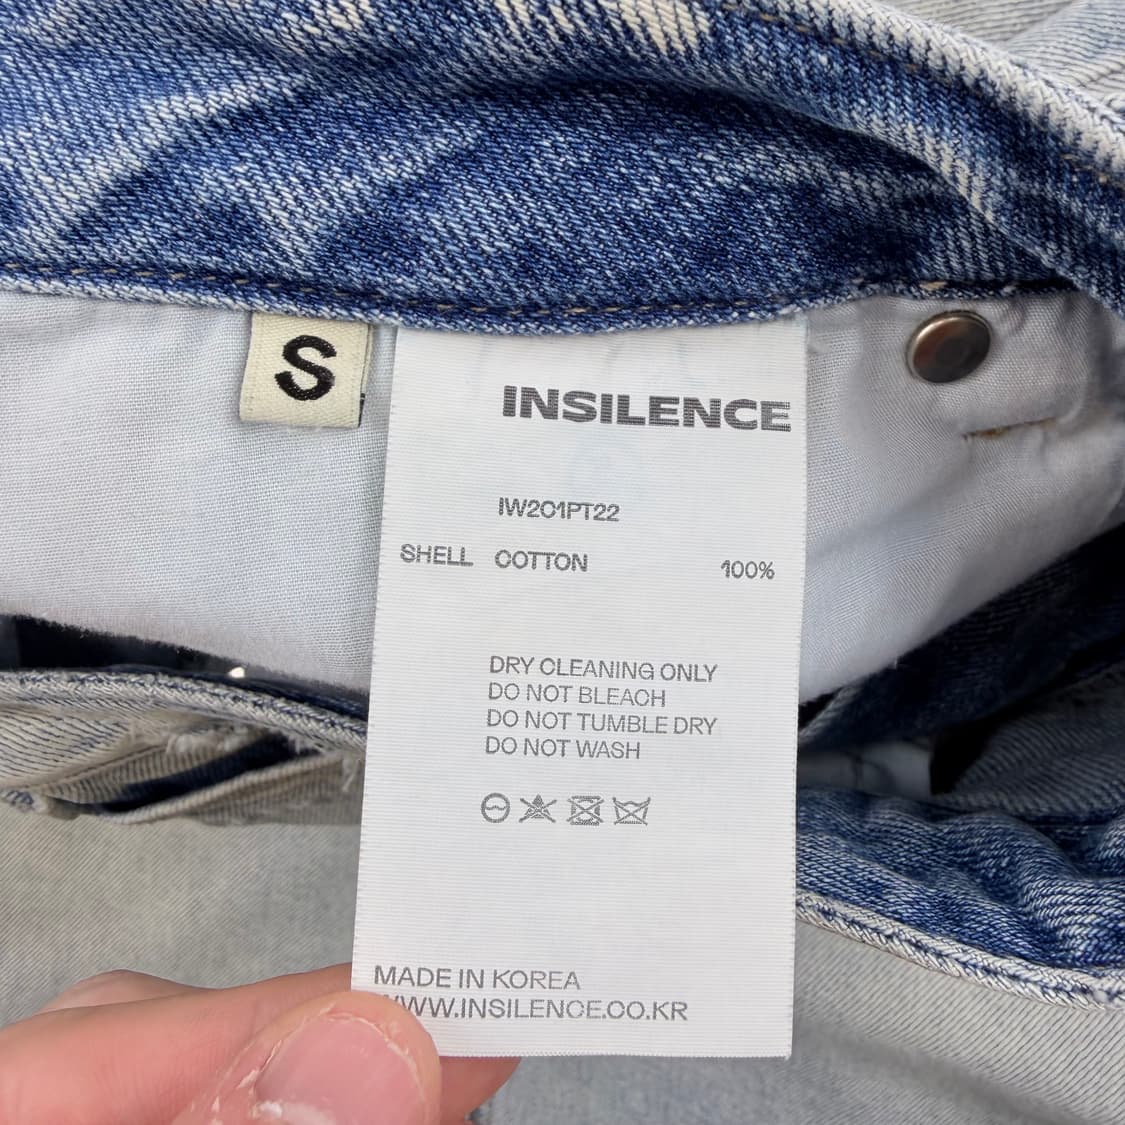 S
INSILENCE
IW2C1PT22
SHELL COTTON 100%
DRY CLEANING ONLY
DO NOT BLEACH
DO NOT TUMBLE DRY
DO NOT WASH
MADE IN KOREA
WWW.INSILENCE.CO.KR